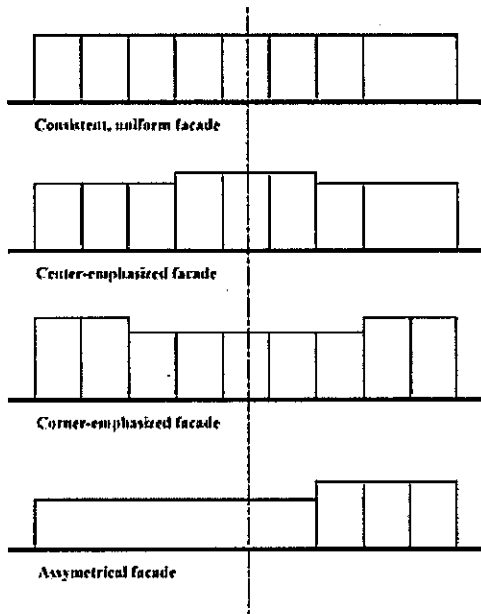 Consistent, uniform facade
Center-emphasized facade
Corner-emphasized facade
Assymetrical facade